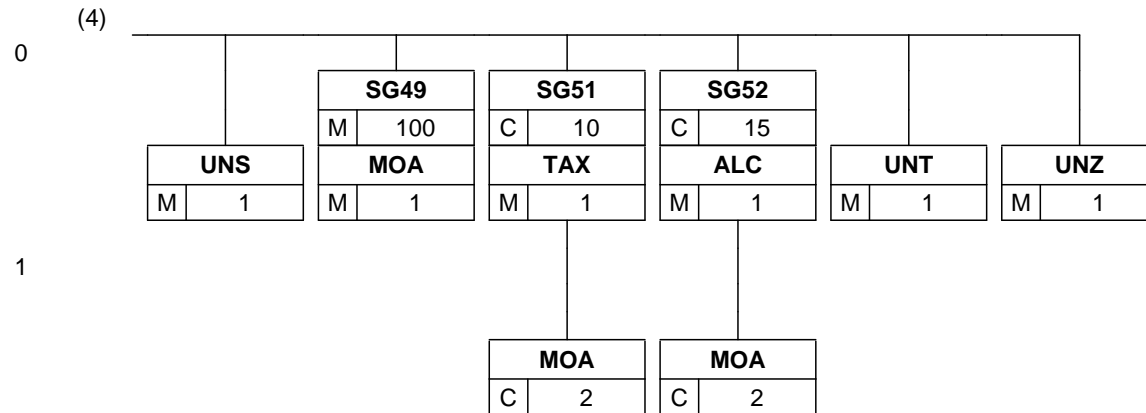 (4)
0
SG49 SG51 SG52
M 100 C 10 C 15
UNS MOA TAX ALC UNT UNZ
M 1 M 1 M 1 M 1 M 1 M 1
1
MOA MOA
C 2 C 2